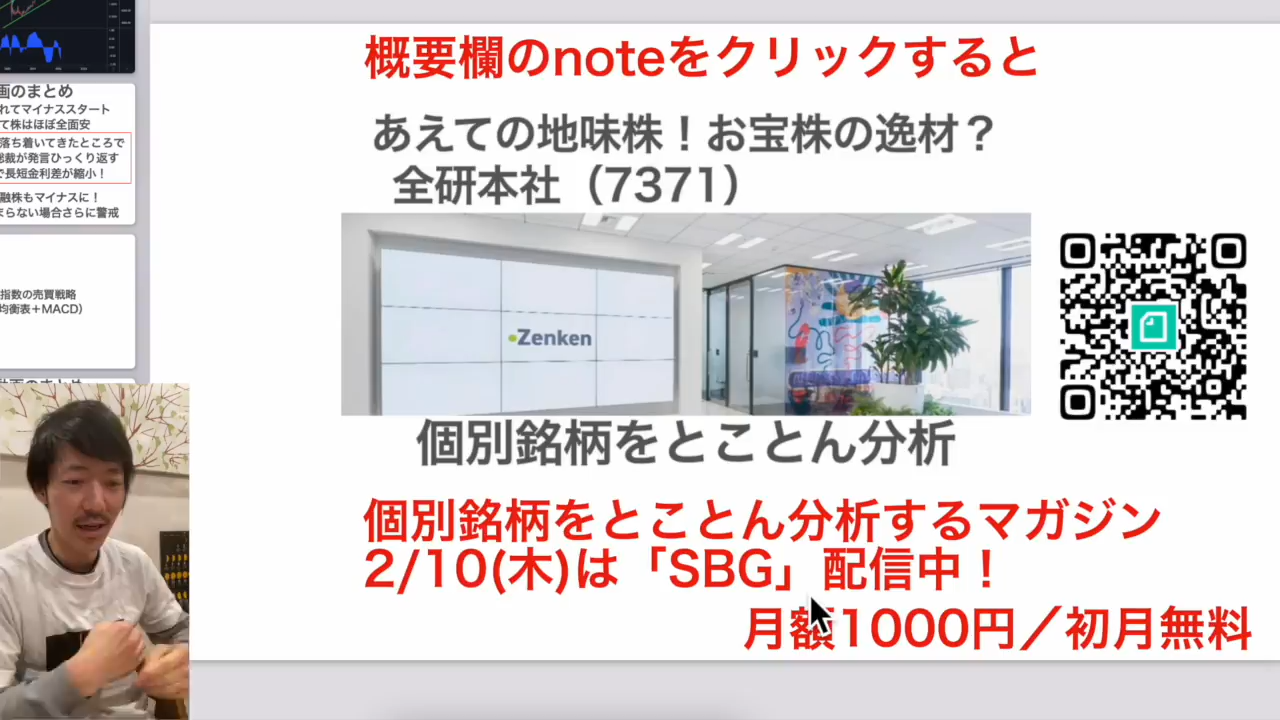 概要欄のnoteをクリックすると
あえての地味株！お宝株の逸材？
全研本社（7371）
Zenken
個別銘柄をとことん分析
個別銘柄をとことん分析するマガジン
2/10(木)は「SBG」配信中！
月額1000円／初月無料
画のまとめ
れてマイナススタート
て株はほぼ全面安
落ち着いてきたところで
総裁が発言ひっくり返す
で長短金利差が縮小！
融株もマイナスに！
まらない場合さらに警戒
指数の売買戦略
均衡表＋MACD）